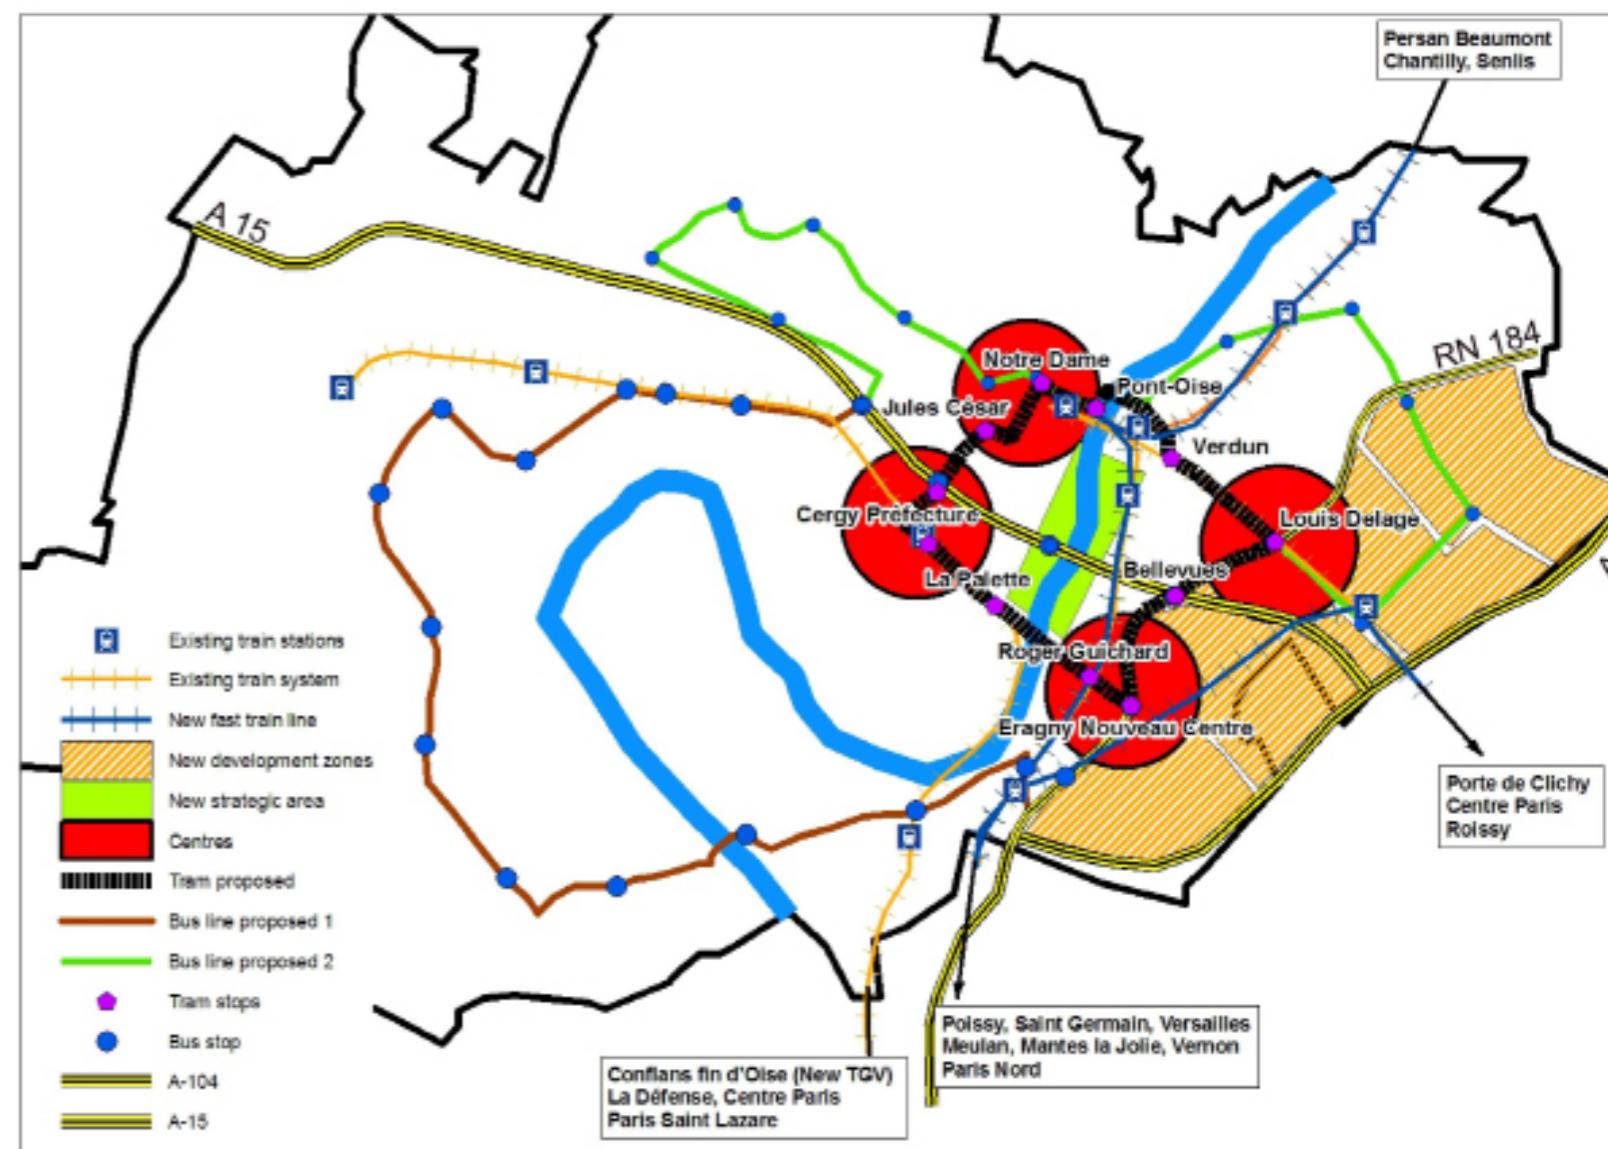 Persan Beaumont
Chantilly, Senlis
A 15
RN 184
Notre Dame
Pont-Oise
Jules César
Verdun
Cergy Préfecture
Louis Delage
La Palette
Bellevues
Roger Guichard
Eragny Nouveau Centre
Existing train stations
Existing train system
New fast train line
New development zones
New strategic area
Centres
Tram proposed
Bus line proposed 1
Bus line proposed 2
Tram stops
Bus stop
A-104
A-15
Porte de Clichy
Centre Paris
Roissy
Poissy, Saint Germain, Versailles
Meulan, Mantes la Jolie, Vernon
Paris Nord
Conflans fin d'Oise (New TGV)
La Défense, Centre Paris
Paris Saint Lazare